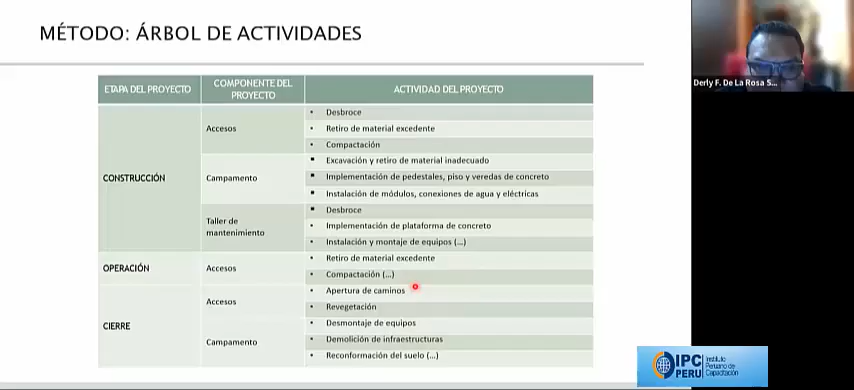 MÉTODO: ÁRBOL DE ACTIVIDADES
Derly F. De La Rosa S...
ETAPA DEL PROYECTO
COMPONENTE DEL PROYECTO
ACTIVIDAD DEL PROYECTO
CONSTRUCCIÓN
Accesos
• Desbroce
• Retiro de material excedente
• Compactación
Campamento
▪ Excavación y retiro de material inadecuado
▪ Implementación de pedestales, piso y veredas de concreto
▪ Instalación de módulos, conexiones de agua y eléctricas
Taller de
mantenimiento
▪ Desbroce
• Implementación de plataforma de concreto
• Instalación y montaje de equipos (...)
OPERACIÓN
Accesos
• Retiro de material excedente
• Compactación (...)
CIERRE
Accesos
• Apertura de caminos
• Revegetación
Campamento
• Desmontaje de equipos
• Demolición de infraestructuras
• Reconformación del suelo (...)
IPC
PERU
Instituto
Peruano de
Capacitación